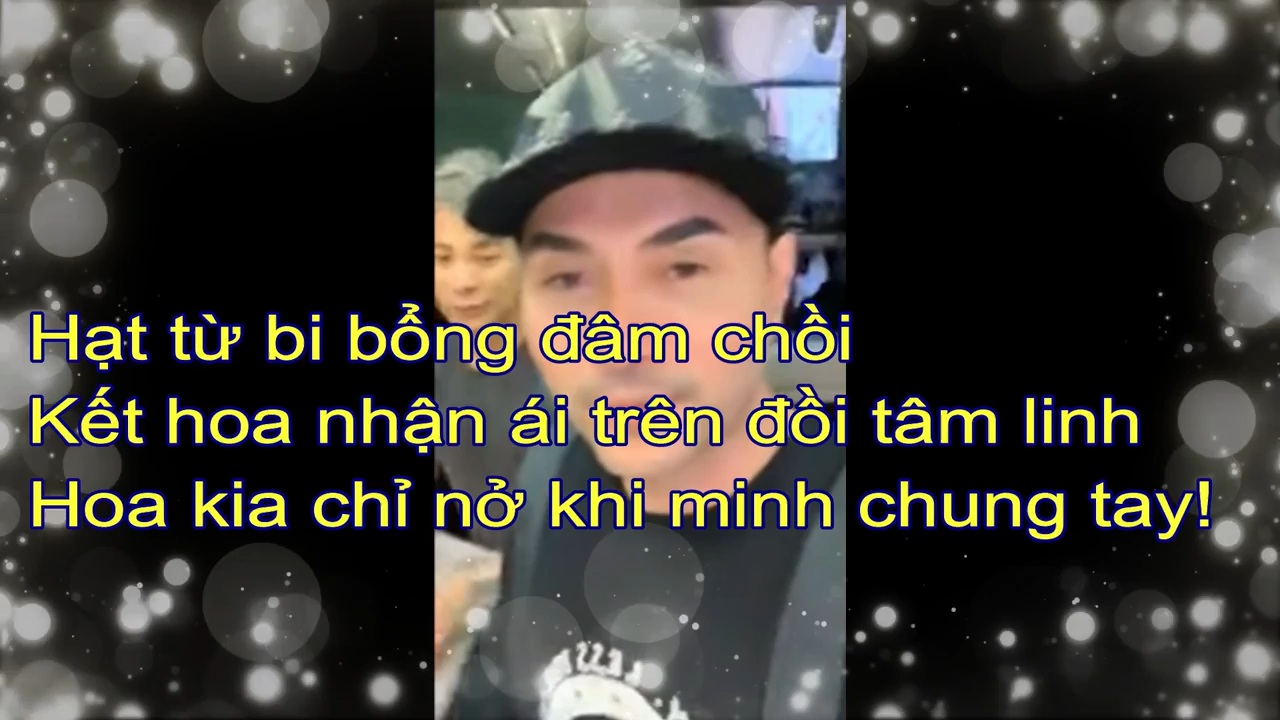 Hạt từ bi bổng đâm chồi
Kết hoa nhận ái trên đồi tâm linh
Hoa kia chỉ nở khi minh chung tay!